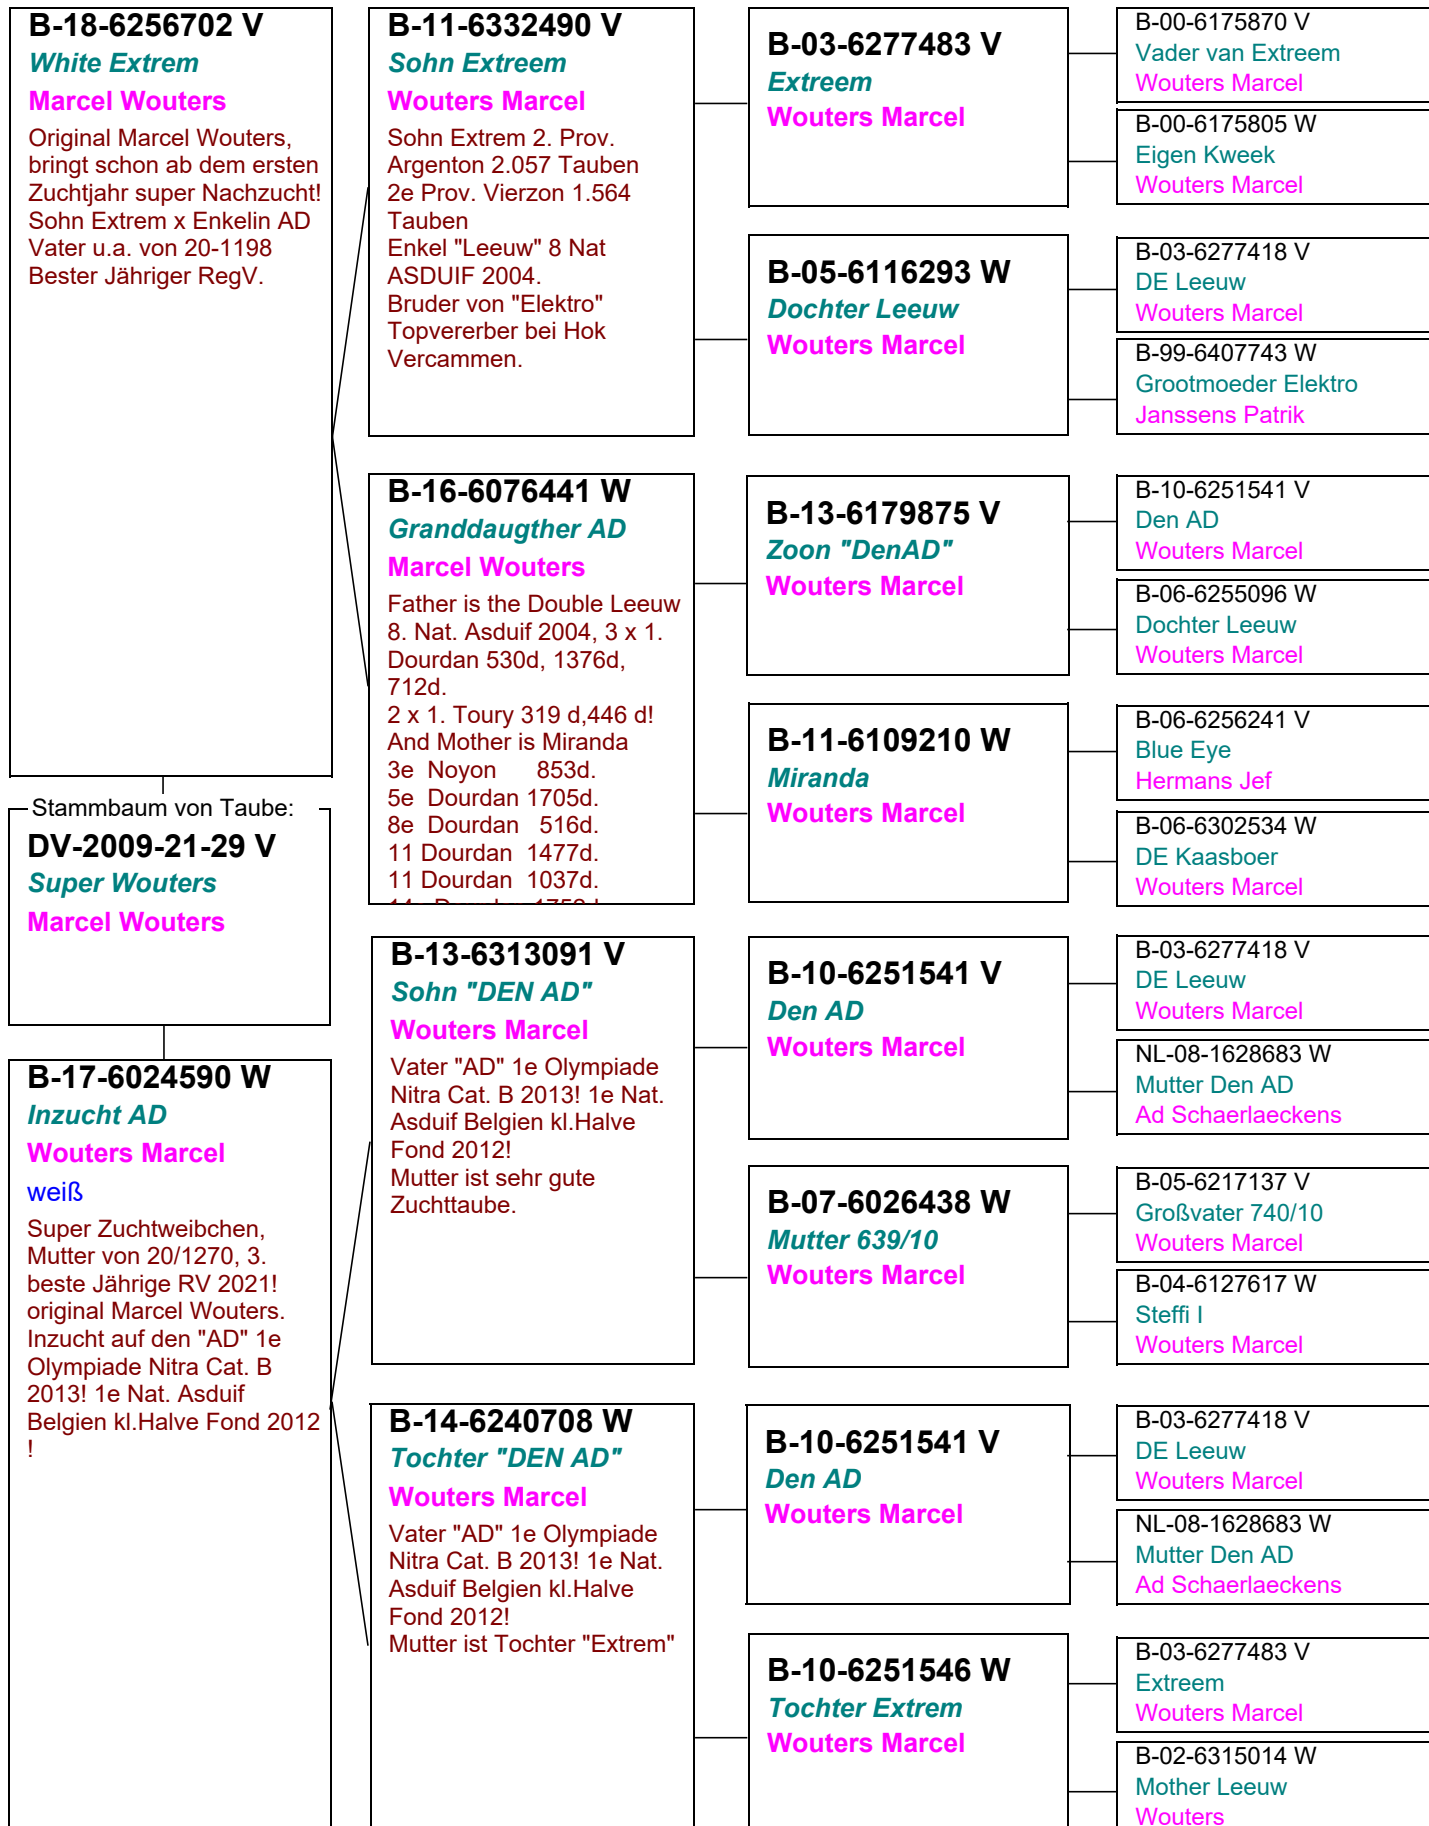 B-18-6256702 V
White Extrem
Marcel Wouters
Original Marcel Wouters,
bringt schon ab dem ersten
Zuchtjahr super Nachzucht!
Sohn Extrem x Enkelin AD
Vater u.a. von 20-1198
Bester Jähriger RegV.
Stammbaum von Taube:
DV-2009-21-29 V
Super Wouters
Marcel Wouters
B-17-6024590 W
Inzucht AD
Wouters Marcel
weiß
Super Zuchtweibchen,
Mutter von 20/1270, 3.
beste Jährige RV 2021!
original Marcel Wouters.
Inzucht auf den "AD" 1e
Olympiade Nitra Cat. B
2013! 1e Nat. Asduif
Belgien kl.Halve Fond 2012
!
B-11-6332490 V
Sohn Extreem
Wouters Marcel
Sohn Extrem 2. Prov.
Argenton 2.057 Tauben
2e Prov. Vierzon 1.564
Tauben
Enkel "Leeuw" 8 Nat
ASDUIF 2004.
Bruder von "Elektro"
Topvererber bei Hok
Vercammen.
B-16-6076441 W
Granddaugther AD
Marcel Wouters
Father is the Double Leeuw
8. Nat. Asduif 2004, 3 x 1.
Dourdan 530d, 1376d,
712d.
2 x 1. Toury 319 d,446 d!
And Mother is Miranda
3e Noyon 853d.
5e Dourdan 1705d.
8e Dourdan 516d.
11 Dourdan 1477d.
11 Dourdan 1037d.
B-13-6313091 V
Sohn "DEN AD"
Wouters Marcel
Vater "AD" 1e Olympiade
Nitra Cat. B 2013! 1e Nat.
Asduif Belgien kl.Halve
Fond 2012!
Mutter ist sehr gute
Zuchttaube.
B-14-6240708 W
Tochter "DEN AD"
Wouters Marcel
Vater "AD" 1e Olympiade
Nitra Cat. B 2013! 1e Nat.
Asduif Belgien kl.Halve
Fond 2012!
Mutter ist Tochter "Extrem"
B-03-6277483 V
Extreem
Wouters Marcel
B-05-6116293 W
Dochter Leeuw
Wouters Marcel
B-13-6179875 V
Zoon "DenAD"
Wouters Marcel
B-11-6109210 W
Miranda
Wouters Marcel
B-10-6251541 V
Den AD
Wouters Marcel
B-07-6026438 W
Mutter 639/10
Wouters Marcel
B-10-6251541 V
Den AD
Wouters Marcel
B-10-6251546 W
Tochter Extrem
Wouters Marcel
B-00-6175870 V
Vader van Extreem
Wouters Marcel
B-00-6175805 W
Eigen Kweek
Wouters Marcel
B-03-6277418 V
DE Leeuw
Wouters Marcel
B-99-6407743 W
Grootmoeder Elektro
Janssens Patrik
B-10-6251541 V
Den AD
Wouters Marcel
B-06-6255096 W
Dochter Leeuw
Wouters Marcel
B-06-6256241 V
Blue Eye
Hermans Jef
B-06-6302534 W
DE Kaasboer
Wouters Marcel
B-03-6277418 V
DE Leeuw
Wouters Marcel
NL-08-1628683 W
Mutter Den AD
Ad Schaerlaeckens
B-05-6217137 V
Großvater 740/10
Wouters Marcel
B-04-6127617 W
Steffi I
Wouters Marcel
B-03-6277418 V
DE Leeuw
Wouters Marcel
NL-08-1628683 W
Mutter Den AD
Ad Schaerlaeckens
B-03-6277483 V
Extreem
Wouters Marcel
B-02-6315014 W
Mother Leeuw
Wouters